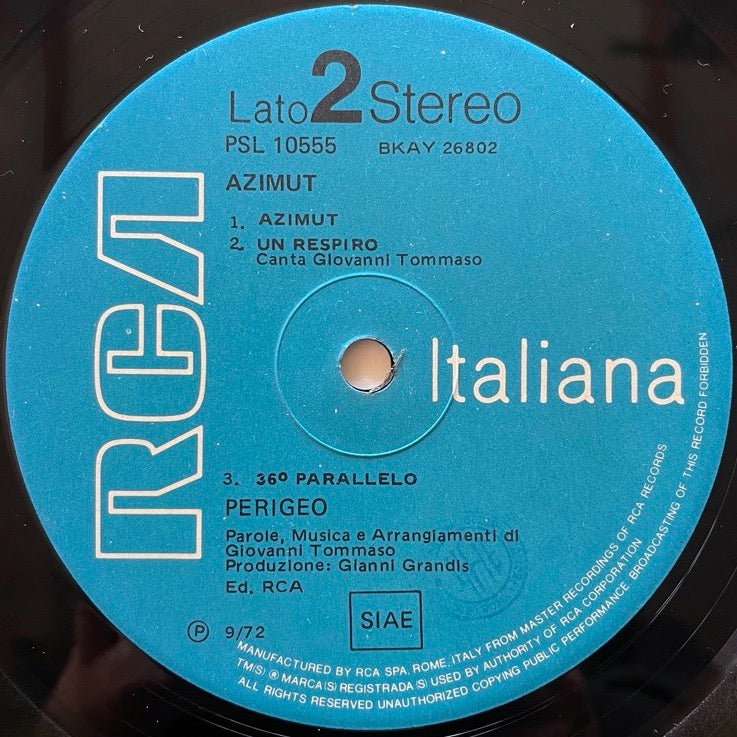 Lato 2 Stereo
PSL 10555 BKAY 26802
AZIMUT
1. AZIMUT
2. UN RESPIRO
Canta Giovanni Tommaso
RCA Italiana
3. 36º PARALLELO
PERIGEO
Parole, Musica e Arrangiamenti di
Giovanni Tommaso
Produzione: Gianni Grandis
Ed. RCA
SIAE
Ⓟ 9/72
MANUFACTURED BY RCA SPA, ROME, ITALY FROM MASTER RECORDINGS OF RCA RECORDS
TM(S) ® MARCA(S) REGISTRADA(S) USED BY AUTHORITY OF RCA CORPORATION
ALL RIGHTS RESERVED UNAUTHORIZED COPYING PUBLIC PERFORMANCE BROADCASTING OF THIS RECORD FORBIDDEN